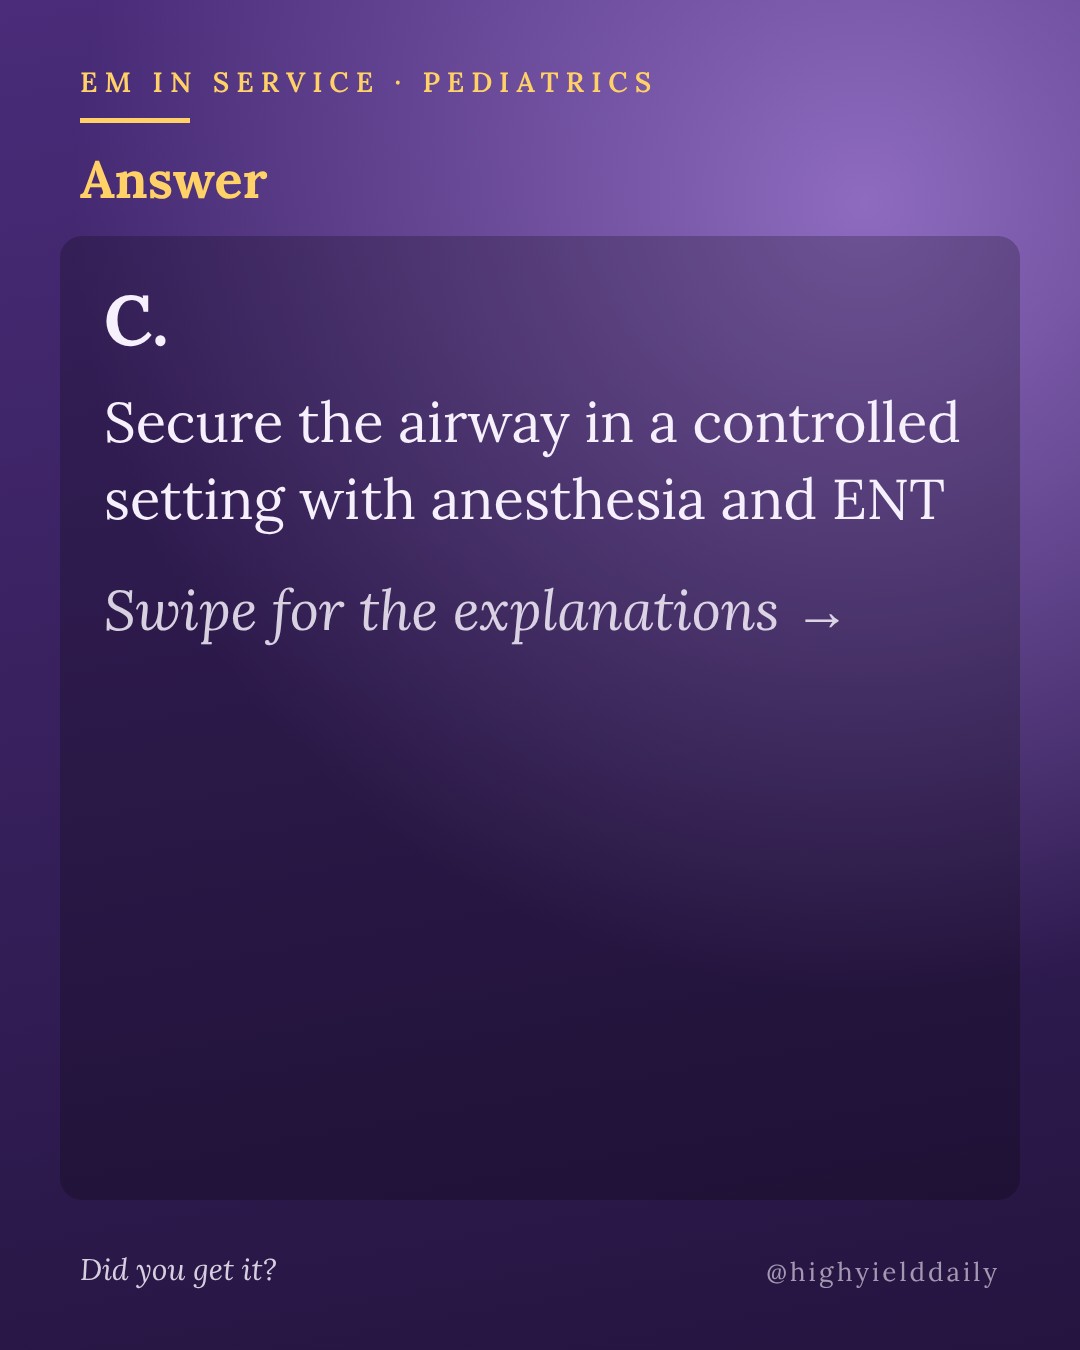 EM IN SERVICE · PEDIATRICS
Answer
C.
Secure the airway in a controlled
setting with anesthesia and ENT
Swipe for the explanations →
Did you get it?
@highyielddaily